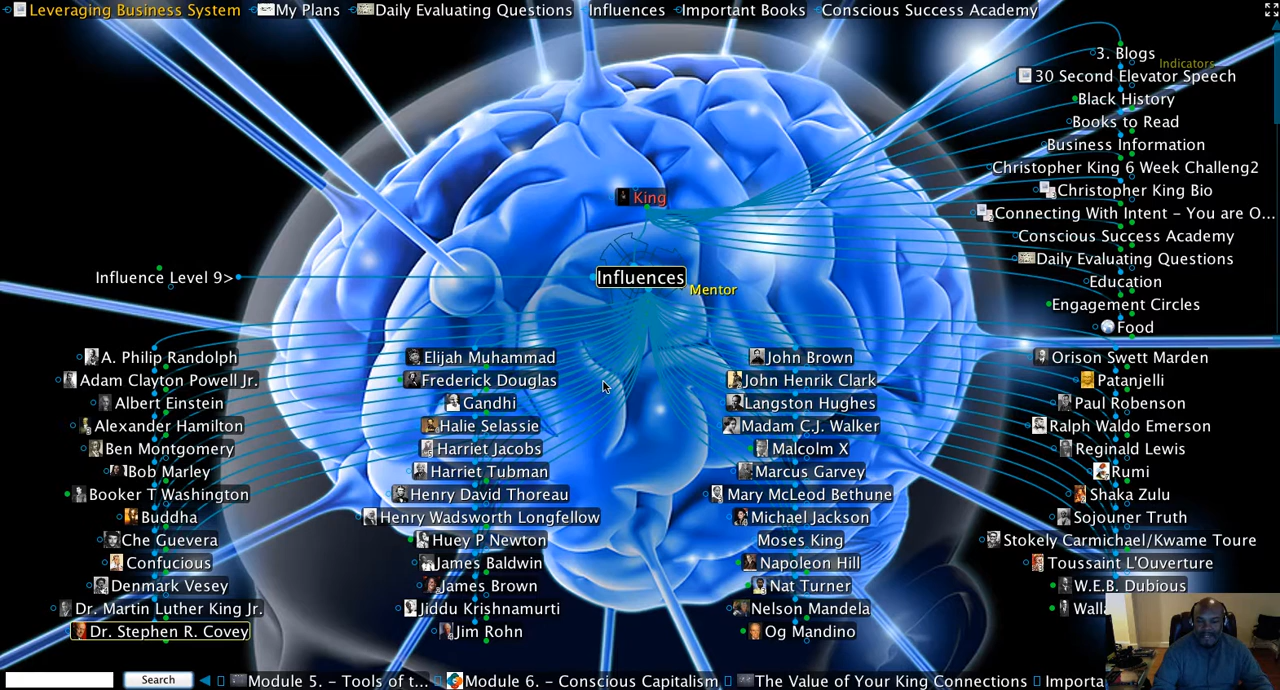 Leveraging Business System My Plans Daily Evaluating Questions Influences Important Books Conscious Success Academy
3. Blogs
Indicators
30 Second Elevator Speech
Black History
Books to Read
Business Information
Christopher King 6 Week Challeng2
Christopher King Bio
Connecting With Intent – You are O...
Conscious Success Academy
Daily Evaluating Questions
Education
Engagement Circles
Food
King
Influences
Mentor
Influence Level 9>
A. Philip Randolph
Adam Clayton Powell Jr.
Albert Einstein
Alexander Hamilton
Ben Montgomery
Bob Marley
Booker T Washington
Buddha
Che Guevera
Confucious
Denmark Vesey
Dr. Martin Luther King Jr.
Dr. Stephen R. Covey
Elijah Muhammad
Frederick Douglas
Gandhi
Halie Selassie
Harriet Jacobs
Harriet Tubman
Henry David Thoreau
Henry Wadsworth Longfellow
Huey P Newton
James Baldwin
James Brown
Jiddu Krishnamurti
Jim Rohn
John Brown
John Henrik Clark
Langston Hughes
Madam C.J. Walker
Malcolm X
Marcus Garvey
Mary McLeod Bethune
Michael Jackson
Moses King
Napoleon Hill
Nat Turner
Nelson Mandela
Og Mandino
Orison Swett Marden
Patanjelli
Paul Robenson
Ralph Waldo Emerson
Reginald Lewis
Rumi
Shaka Zulu
Sojouner Truth
Stokely Carmichael/Kwame Toure
Toussaint L'Ouverture
W.E.B. Dubious
Search Module 5. – Tools of t... Module 6. – Conscious Capitalism The Value of Your King Connections Importa